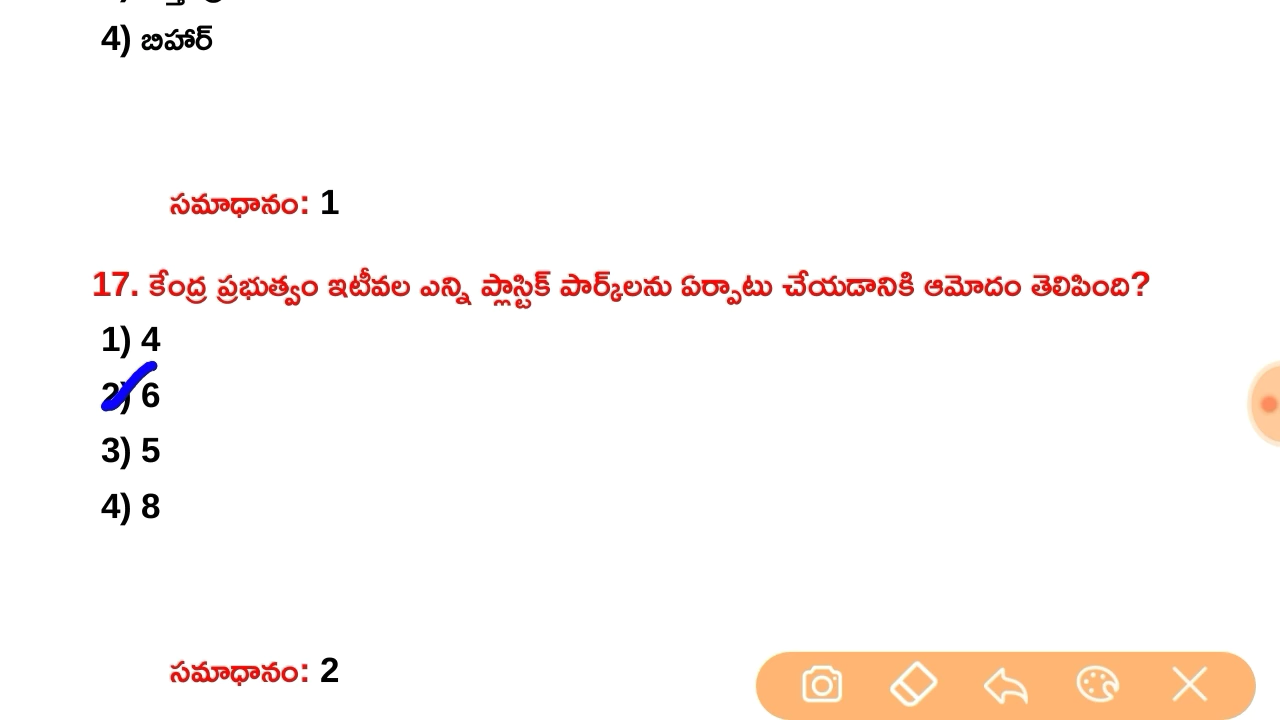 4) బిహార్
సమాధానం: 1
17. కేంద్ర ప్రభుత్వం ఇటీవల ఎన్ని ప్లాస్టిక్ పార్క్‌లను ఏర్పాటు చేయడానికి ఆమోదం తెలిపింది?
1) 4
2) 6
3) 5
4) 8
సమాధానం: 2